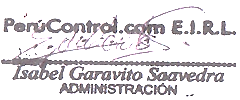 PerúControl.com E.I.R.L.
Isabel Garavito Saavedra
ADMINISTRACIÓN